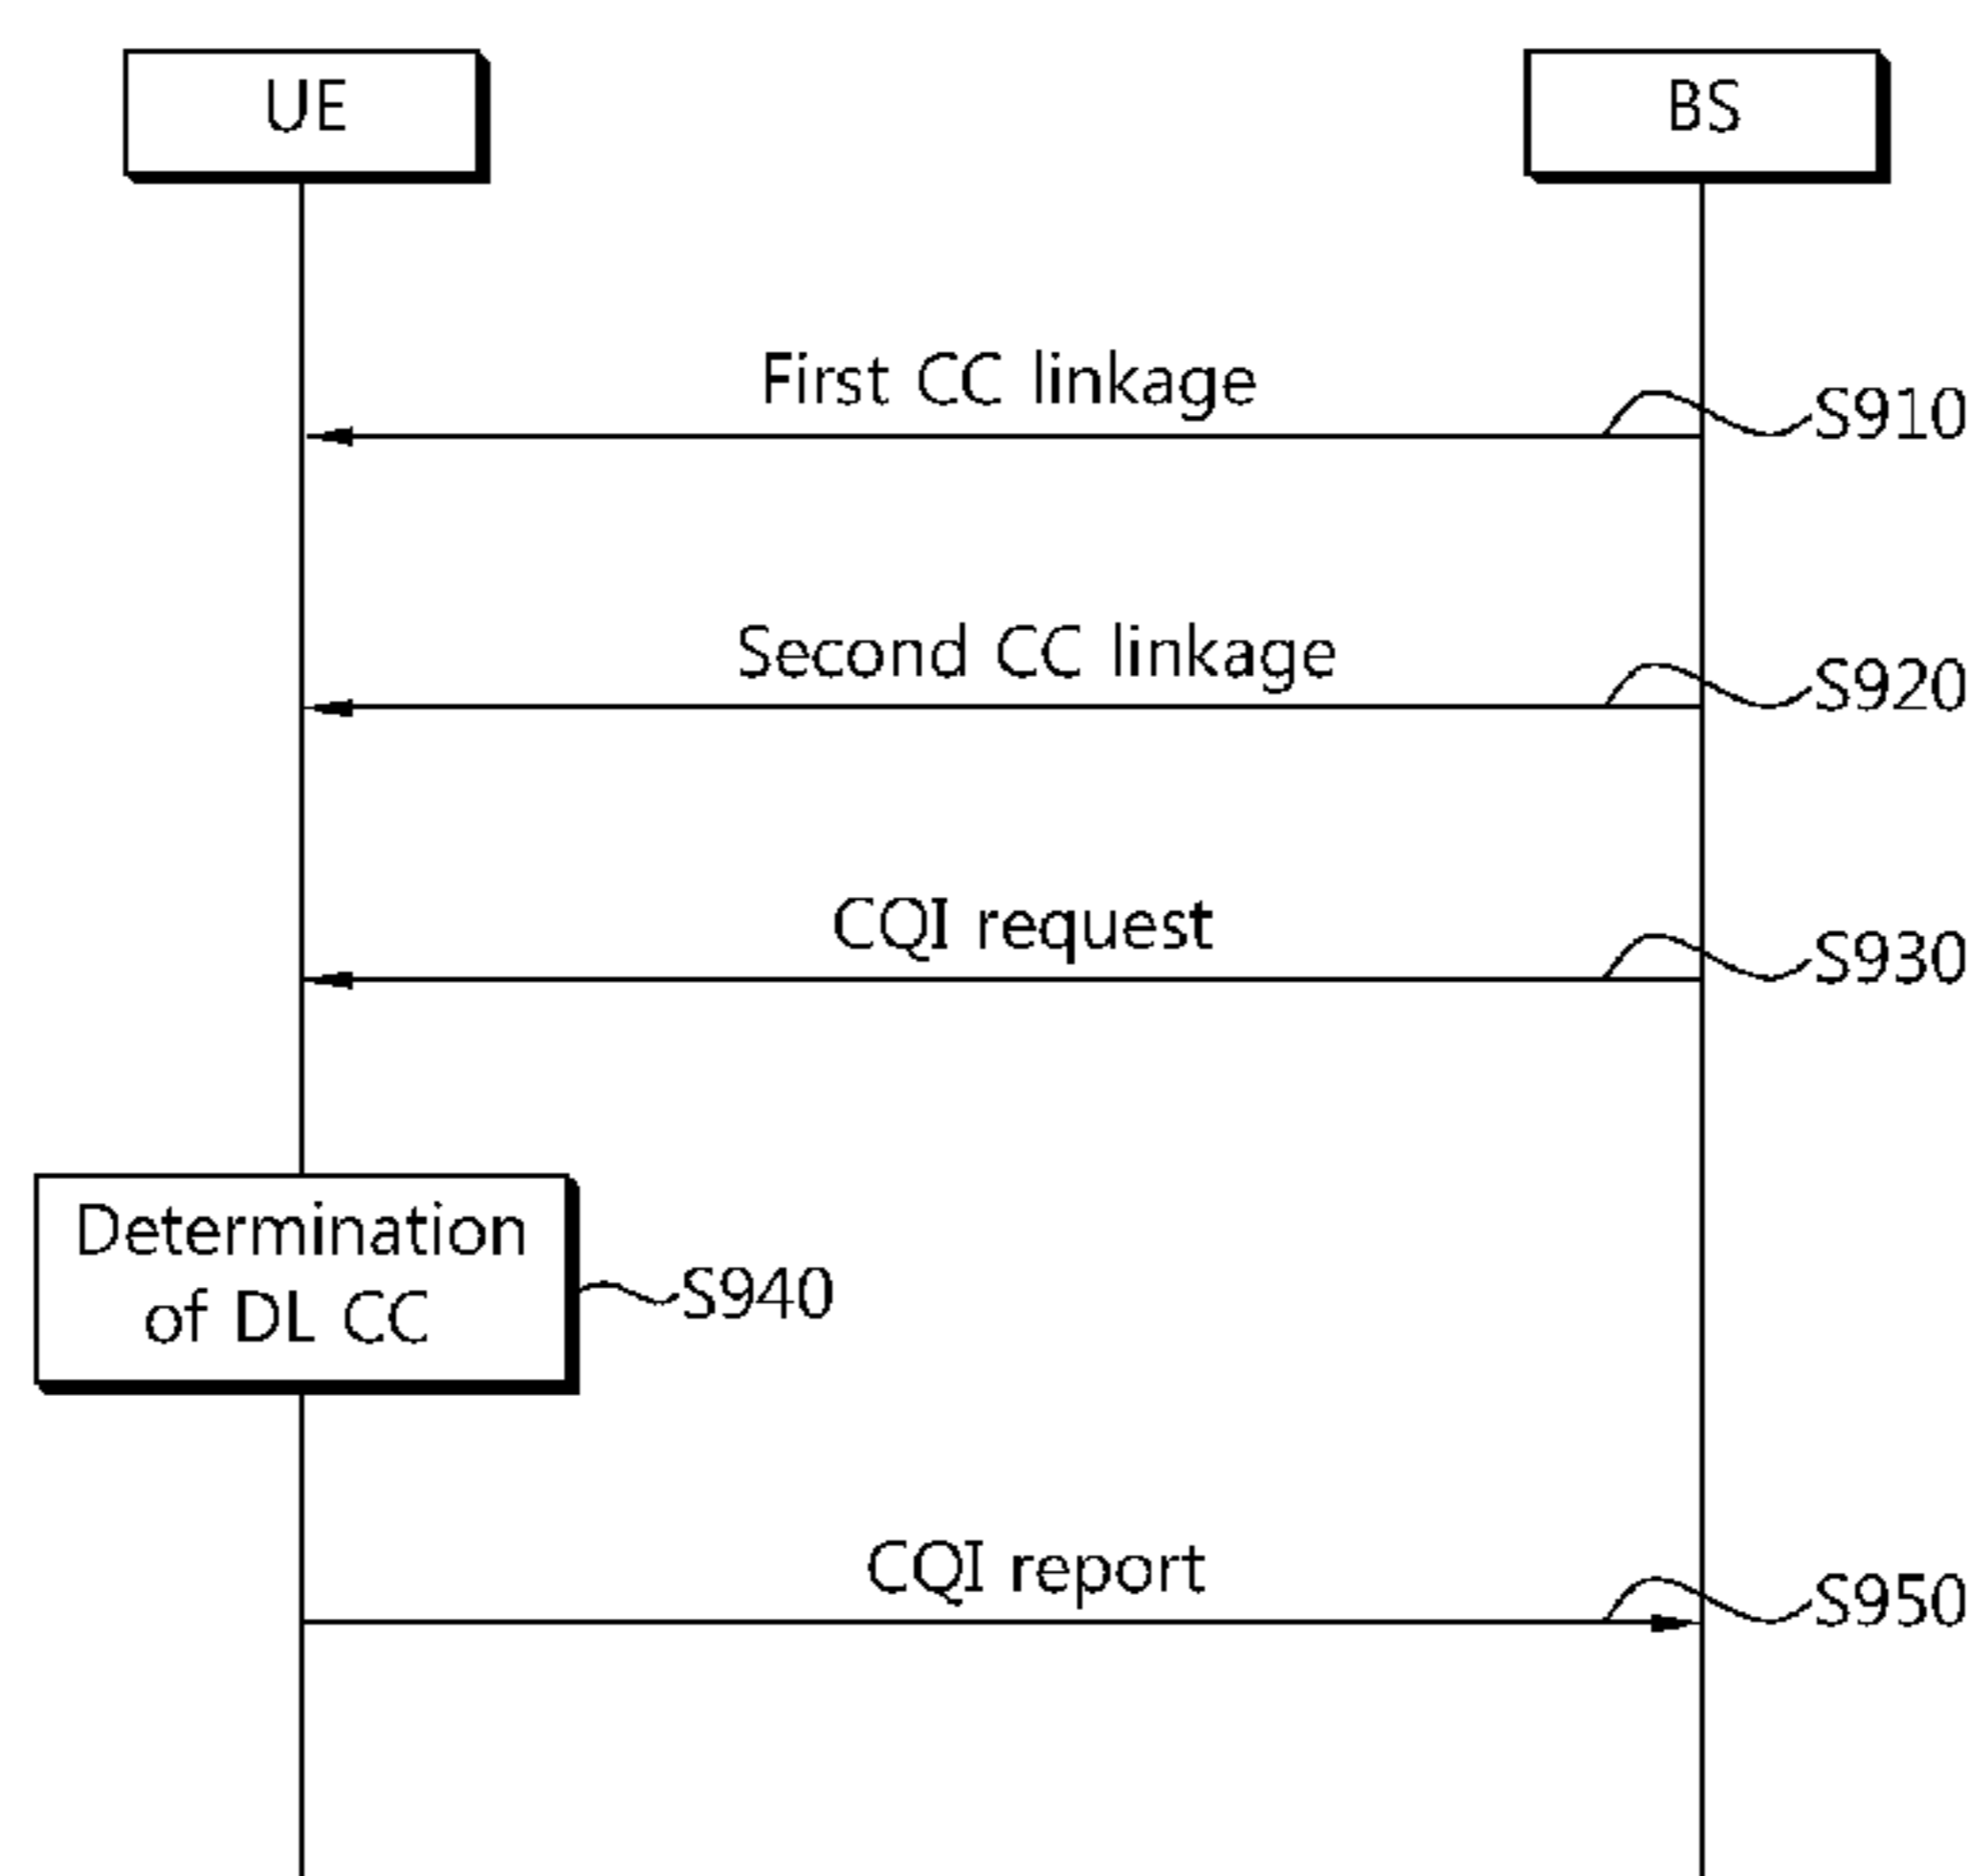 UE
BS
First CC linkage
S910
Second CC linkage
S920
CQI request
S930
Determination
of DL CC
S940
CQI report
S950